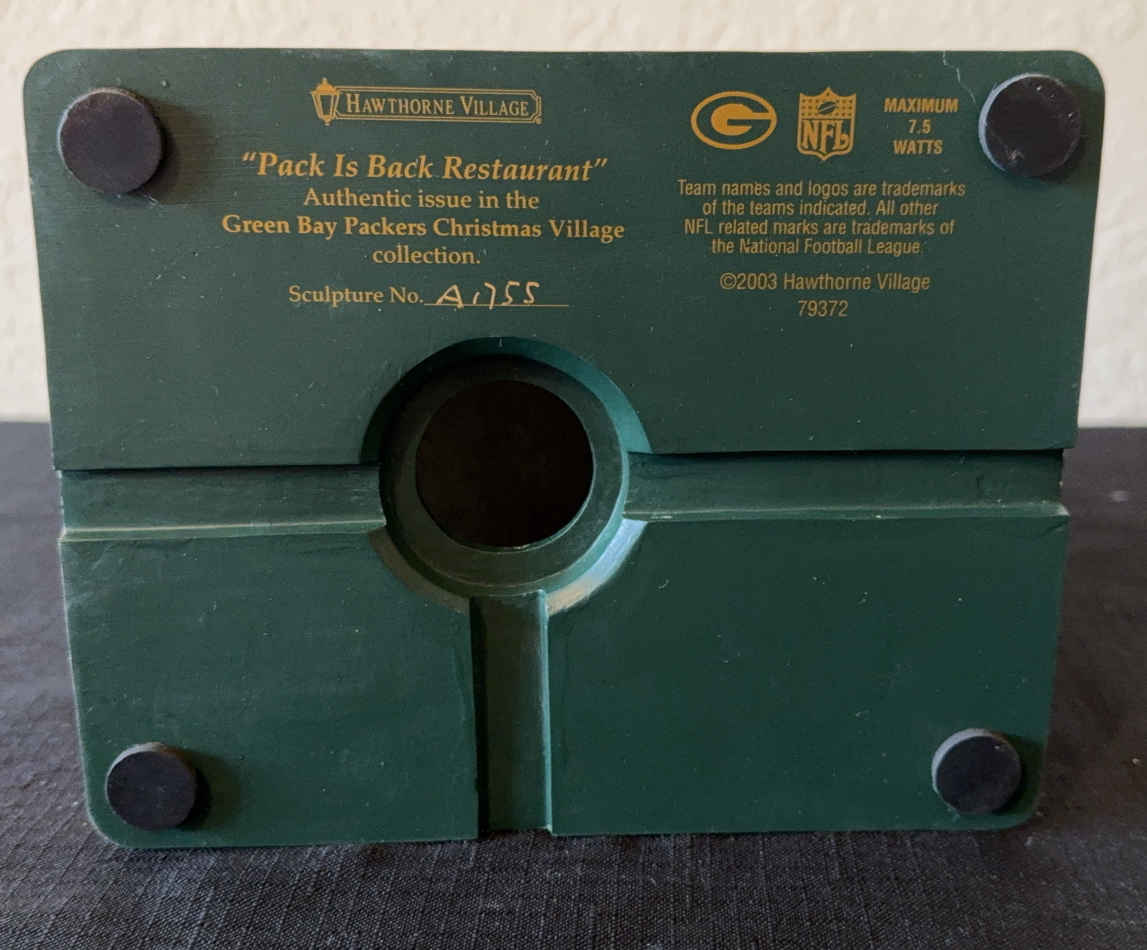 HAWTHORNE VILLAGE
"Pack Is Back Restaurant"
Authentic issue in the
Green Bay Packers Christmas Village
collection.
Sculpture No. A1755
G
NFL
MAXIMUM
7.5
WATTS
Team names and logos are trademarks
of the teams indicated. All other
NFL related marks are trademarks of
the National Football League.
©2003 Hawthorne Village
79372